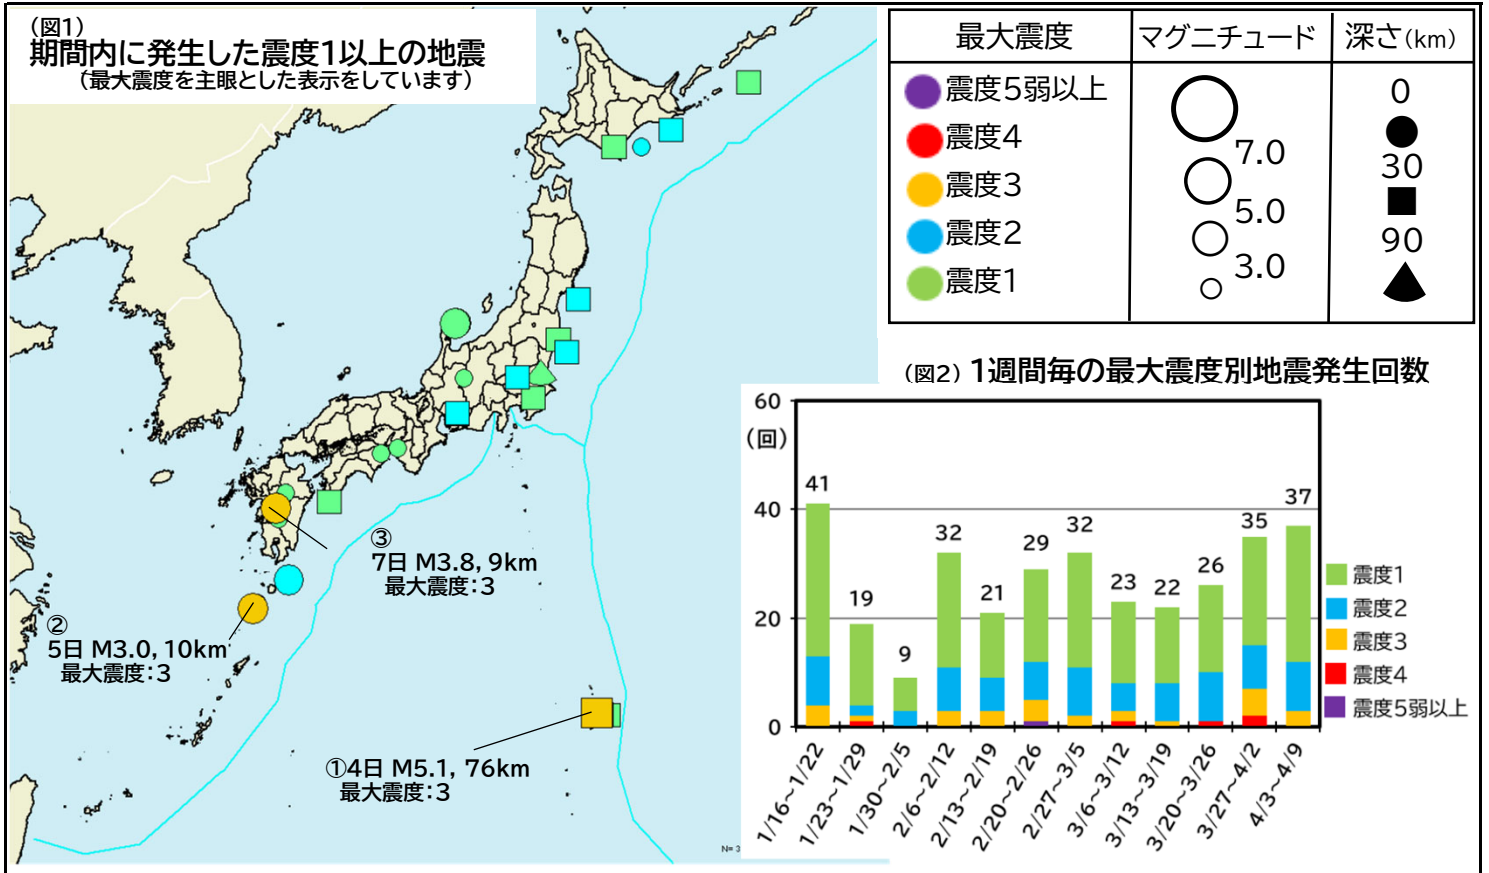 (図1)
期間内に発生した震度1以上の地震
(最大震度を主眼とした表示をしています)
③
7日 M3.8, 9km
最大震度:3
②
5日 M3.0, 10km
最大震度:3
①4日 M5.1, 76km
最大震度:3
N= 3
最大震度 マグニチュード 深さ(km)
震度5弱以上
震度4
震度3
震度2
震度1
7.0
5.0
3.0
0
30
90
(図2) 1週間毎の最大震度別地震発生回数
60
(回)
40
20
0
41
19
9
32
21
29
32
23
22
26
35
37
1/16~1/22
1/23~1/29
1/30~2/5
2/6~2/12
2/13~2/19
2/20~2/26
2/27~3/5
3/6~3/12
3/13~3/19
3/20~3/26
3/27~4/2
4/3~4/9
震度1
震度2
震度3
震度4
震度5弱以上